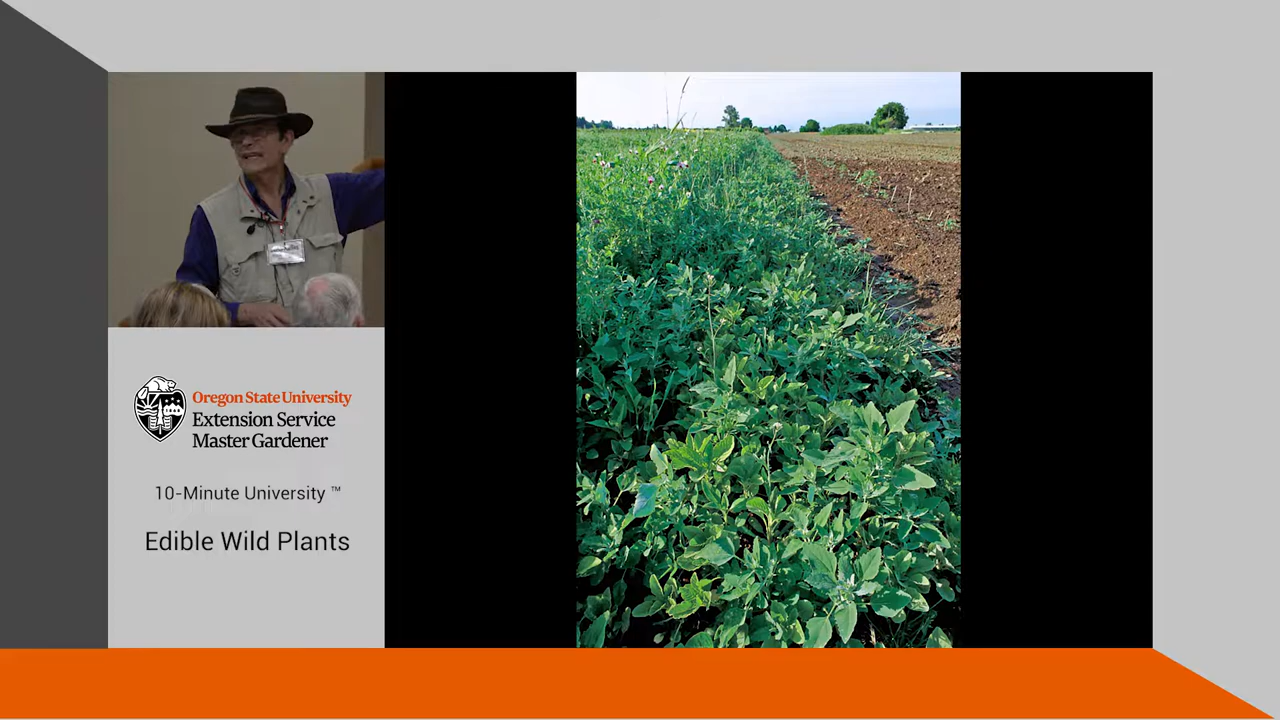 Oregon State University
Extension Service
Master Gardener
10-Minute University ™
Edible Wild Plants